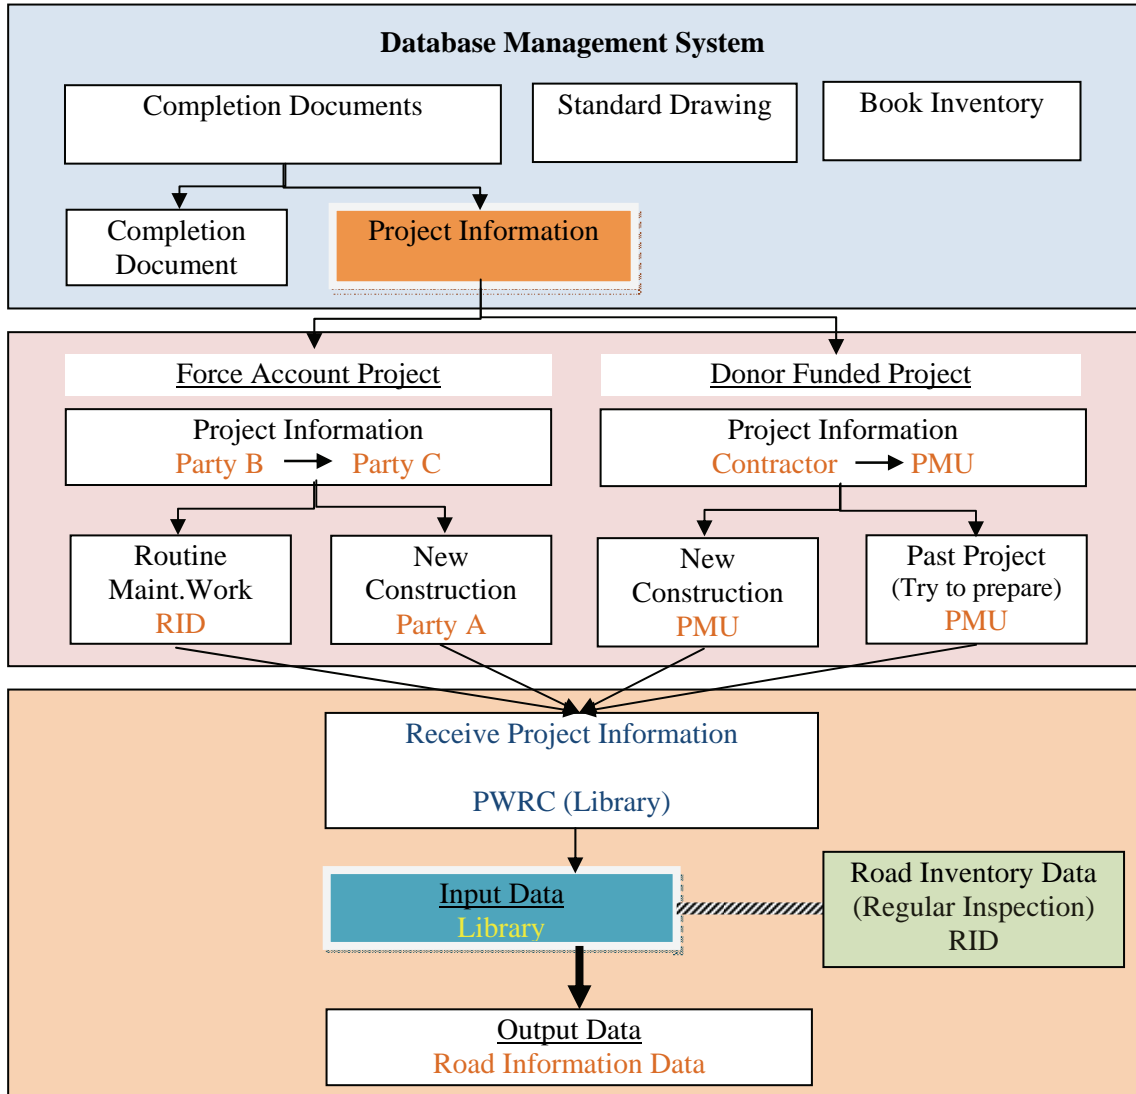 Database Management System
Completion Documents
Standard Drawing
Book Inventory
Completion
Document
Project Information
Force Account Project
Donor Funded Project
Project Information
Party B
Party C
Project Information
Contractor
PMU
Routine
Maint.Work
RID
New
Construction
Party A
New
Construction
PMU
Past Project
(Try to prepare)
PMU
Receive Project Information
PWRC (Library)
Input Data
Library
Road Inventory Data
(Regular Inspection)
RID
Output Data
Road Information Data